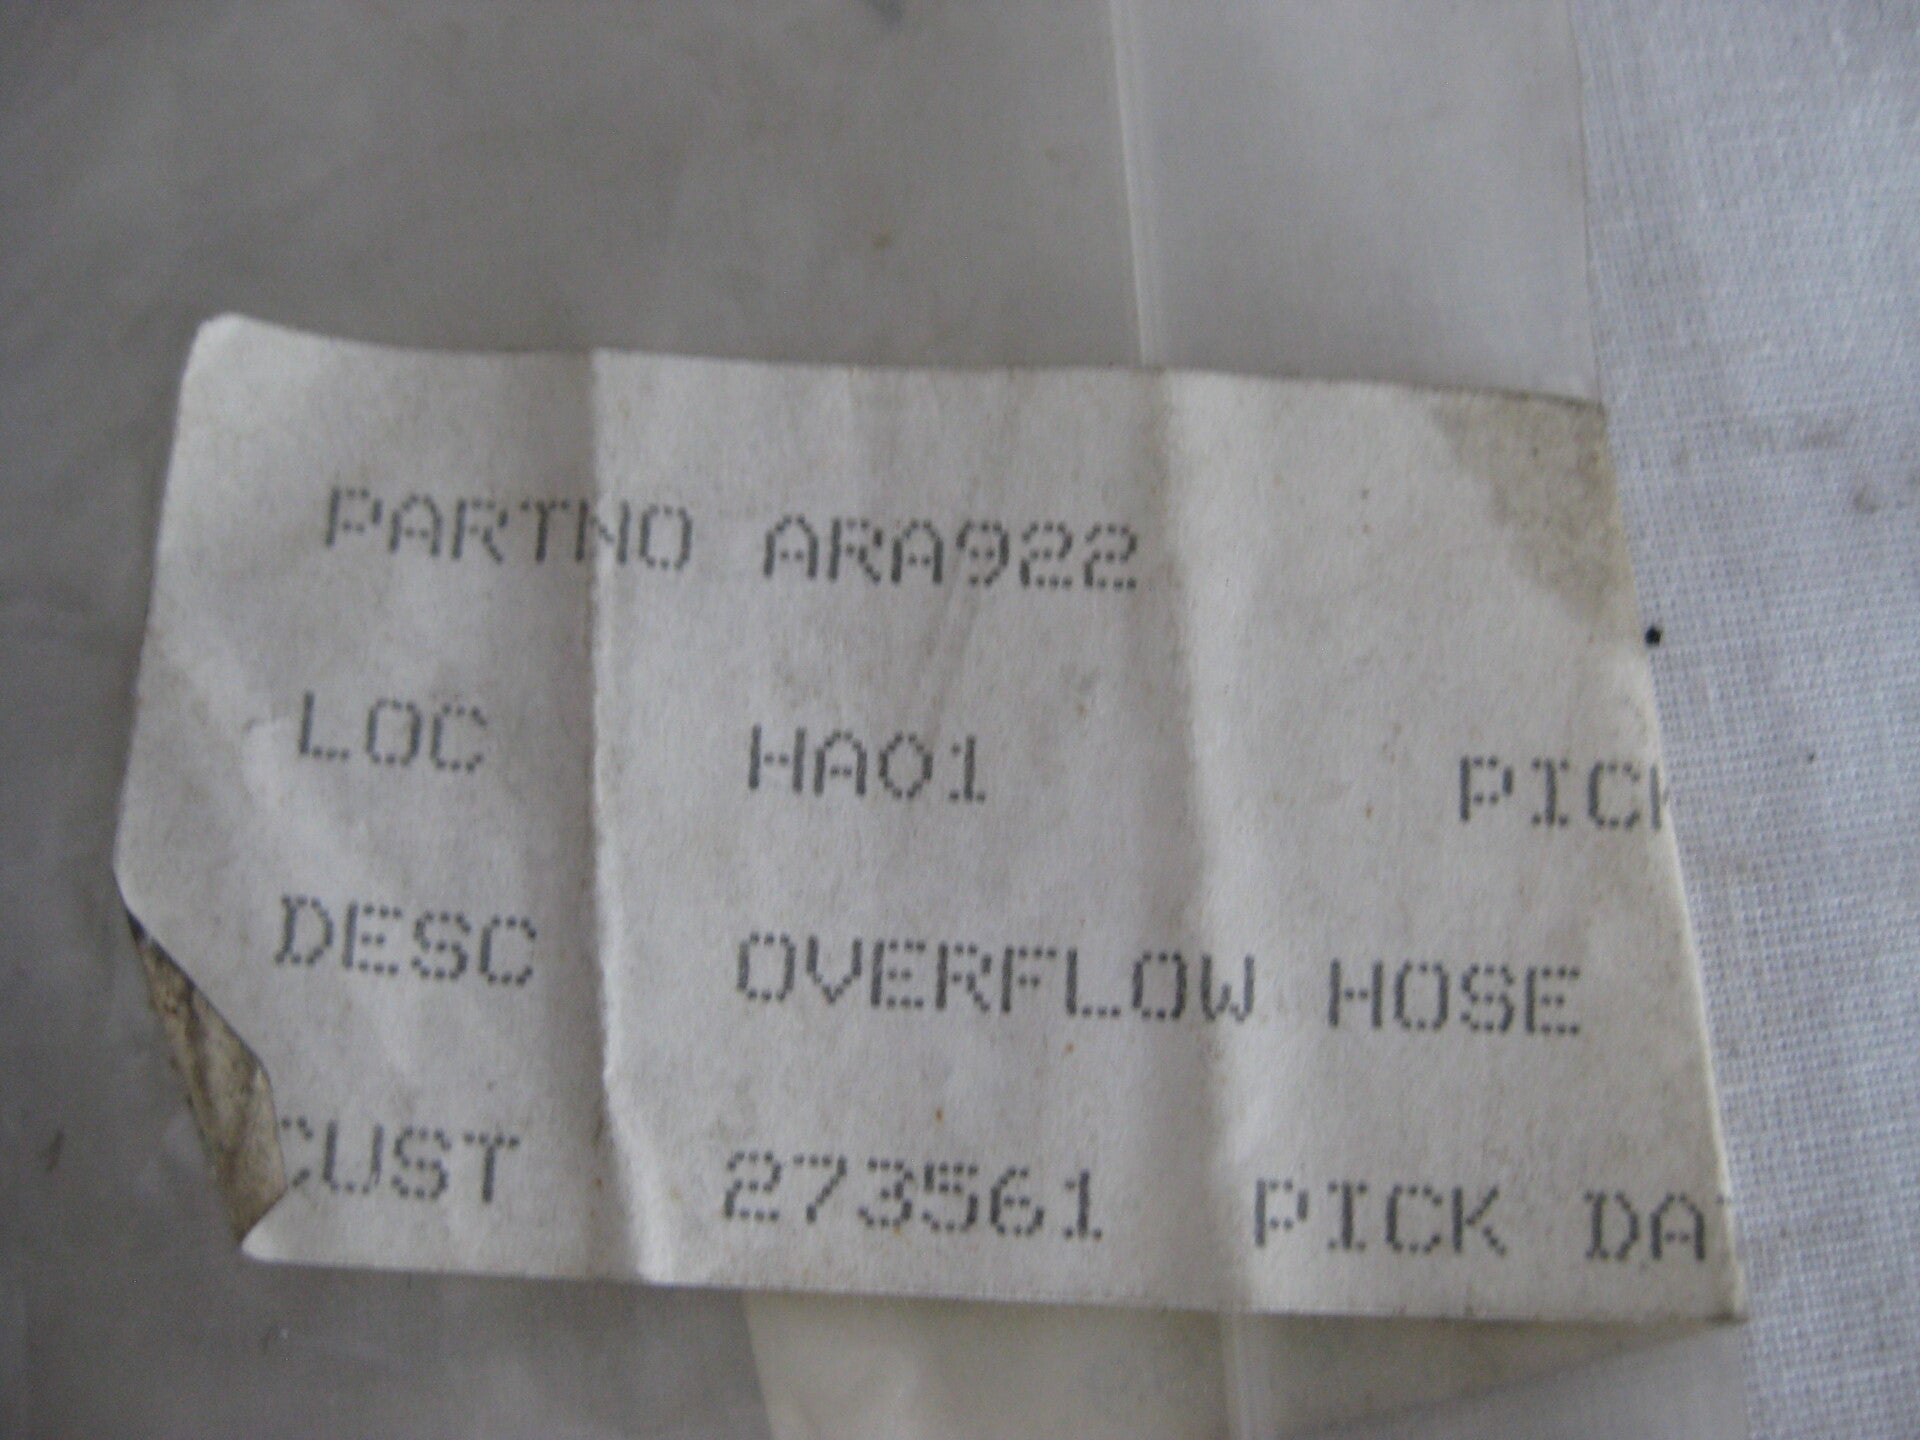 PARTNO ARA922
LOC HA01 PICK
DESC OVERFLOW HOSE
CUST 273561 PICK DA